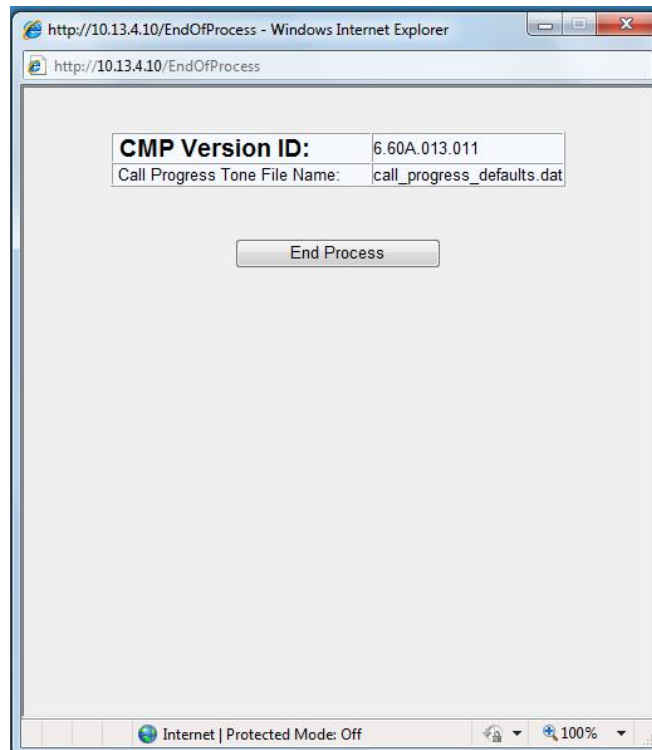 http://10.13.4.10/EndOfProcess - Windows Internet Explorer
http://10.13.4.10/EndOfProcess
CMP Version ID: 6.60A.013.011
Call Progress Tone File Name: call_progress_defaults.dat
End Process
Internet | Protected Mode: Off 100%